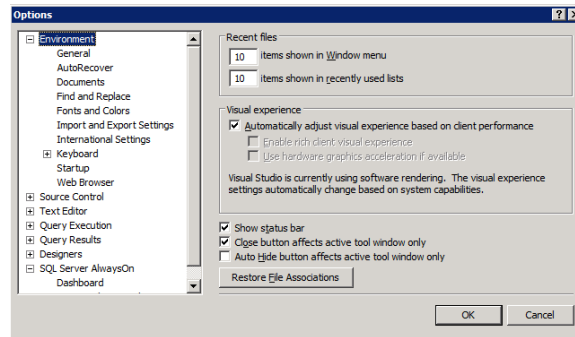 Options
Environment
General
AutoRecover
Documents
Find and Replace
Fonts and Colors
Import and Export Settings
International Settings
Keyboard
Startup
Web Browser
Source Control
Text Editor
Query Execution
Query Results
Designers
SQL Server AlwaysOn
Dashboard
Recent files
10 items shown in Window menu
10 items shown in recently used lists
Visual experience
Automatically adjust visual experience based on client performance
Enable rich client visual experience
Use hardware graphics acceleration if available
Visual Studio is currently using software rendering. The visual experience
settings automatically change based on system capabilities.
Show status bar
Close button affects active tool window only
Auto Hide button affects active tool window only
Restore File Associations
OK
Cancel